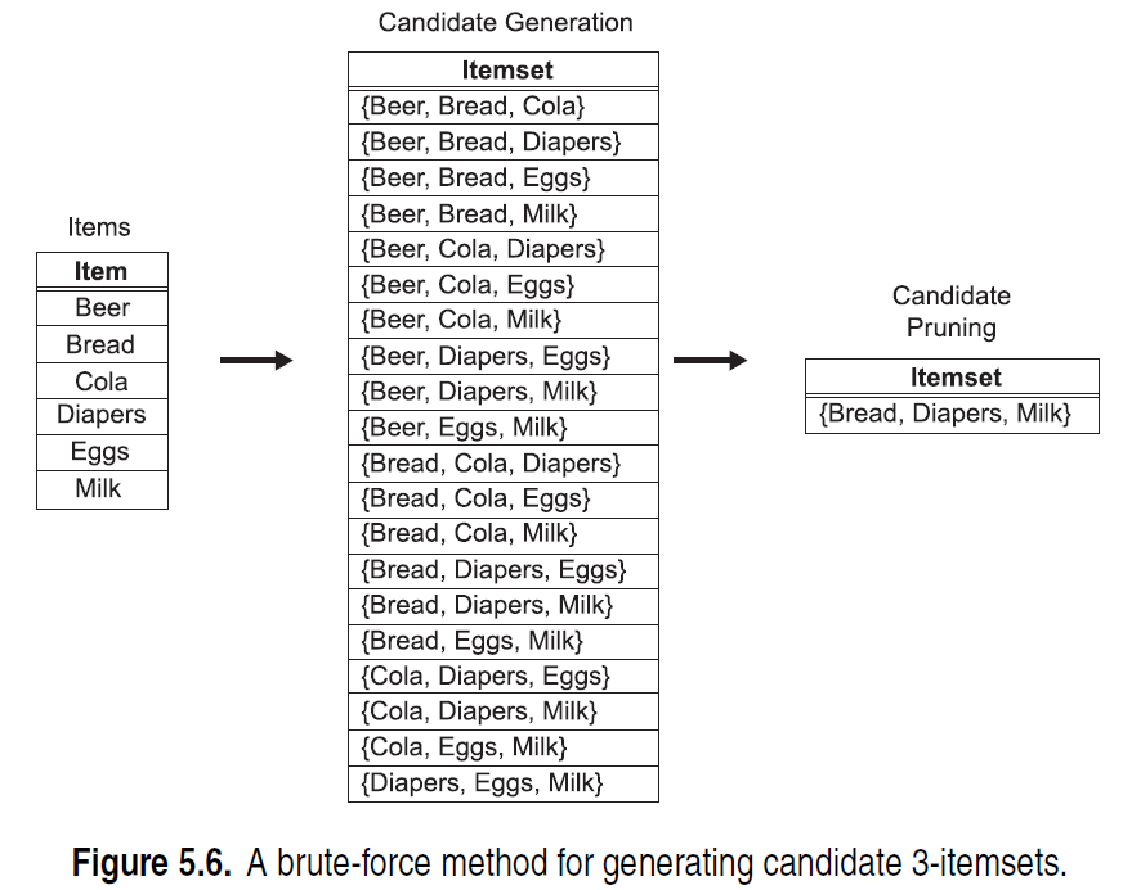 Candidate Generation
Itemset
{Beer, Bread, Cola}
{Beer, Bread, Diapers}
{Beer, Bread, Eggs}
{Beer, Bread, Milk}
{Beer, Cola, Diapers}
{Beer, Cola, Eggs}
{Beer, Cola, Milk}
{Beer, Diapers, Eggs}
{Beer, Diapers, Milk}
{Beer, Eggs, Milk}
{Bread, Cola, Diapers}
{Bread, Cola, Eggs}
{Bread, Cola, Milk}
{Bread, Diapers, Eggs}
{Bread, Diapers, Milk}
{Bread, Eggs, Milk}
{Cola, Diapers, Eggs}
{Cola, Diapers, Milk}
{Cola, Eggs, Milk}
{Diapers, Eggs, Milk}
Items
Item
Beer
Bread
Cola
Diapers
Eggs
Milk
Candidate
Pruning
Itemset
{Bread, Diapers, Milk}
Figure 5.6. A brute-force method for generating candidate 3-itemsets.